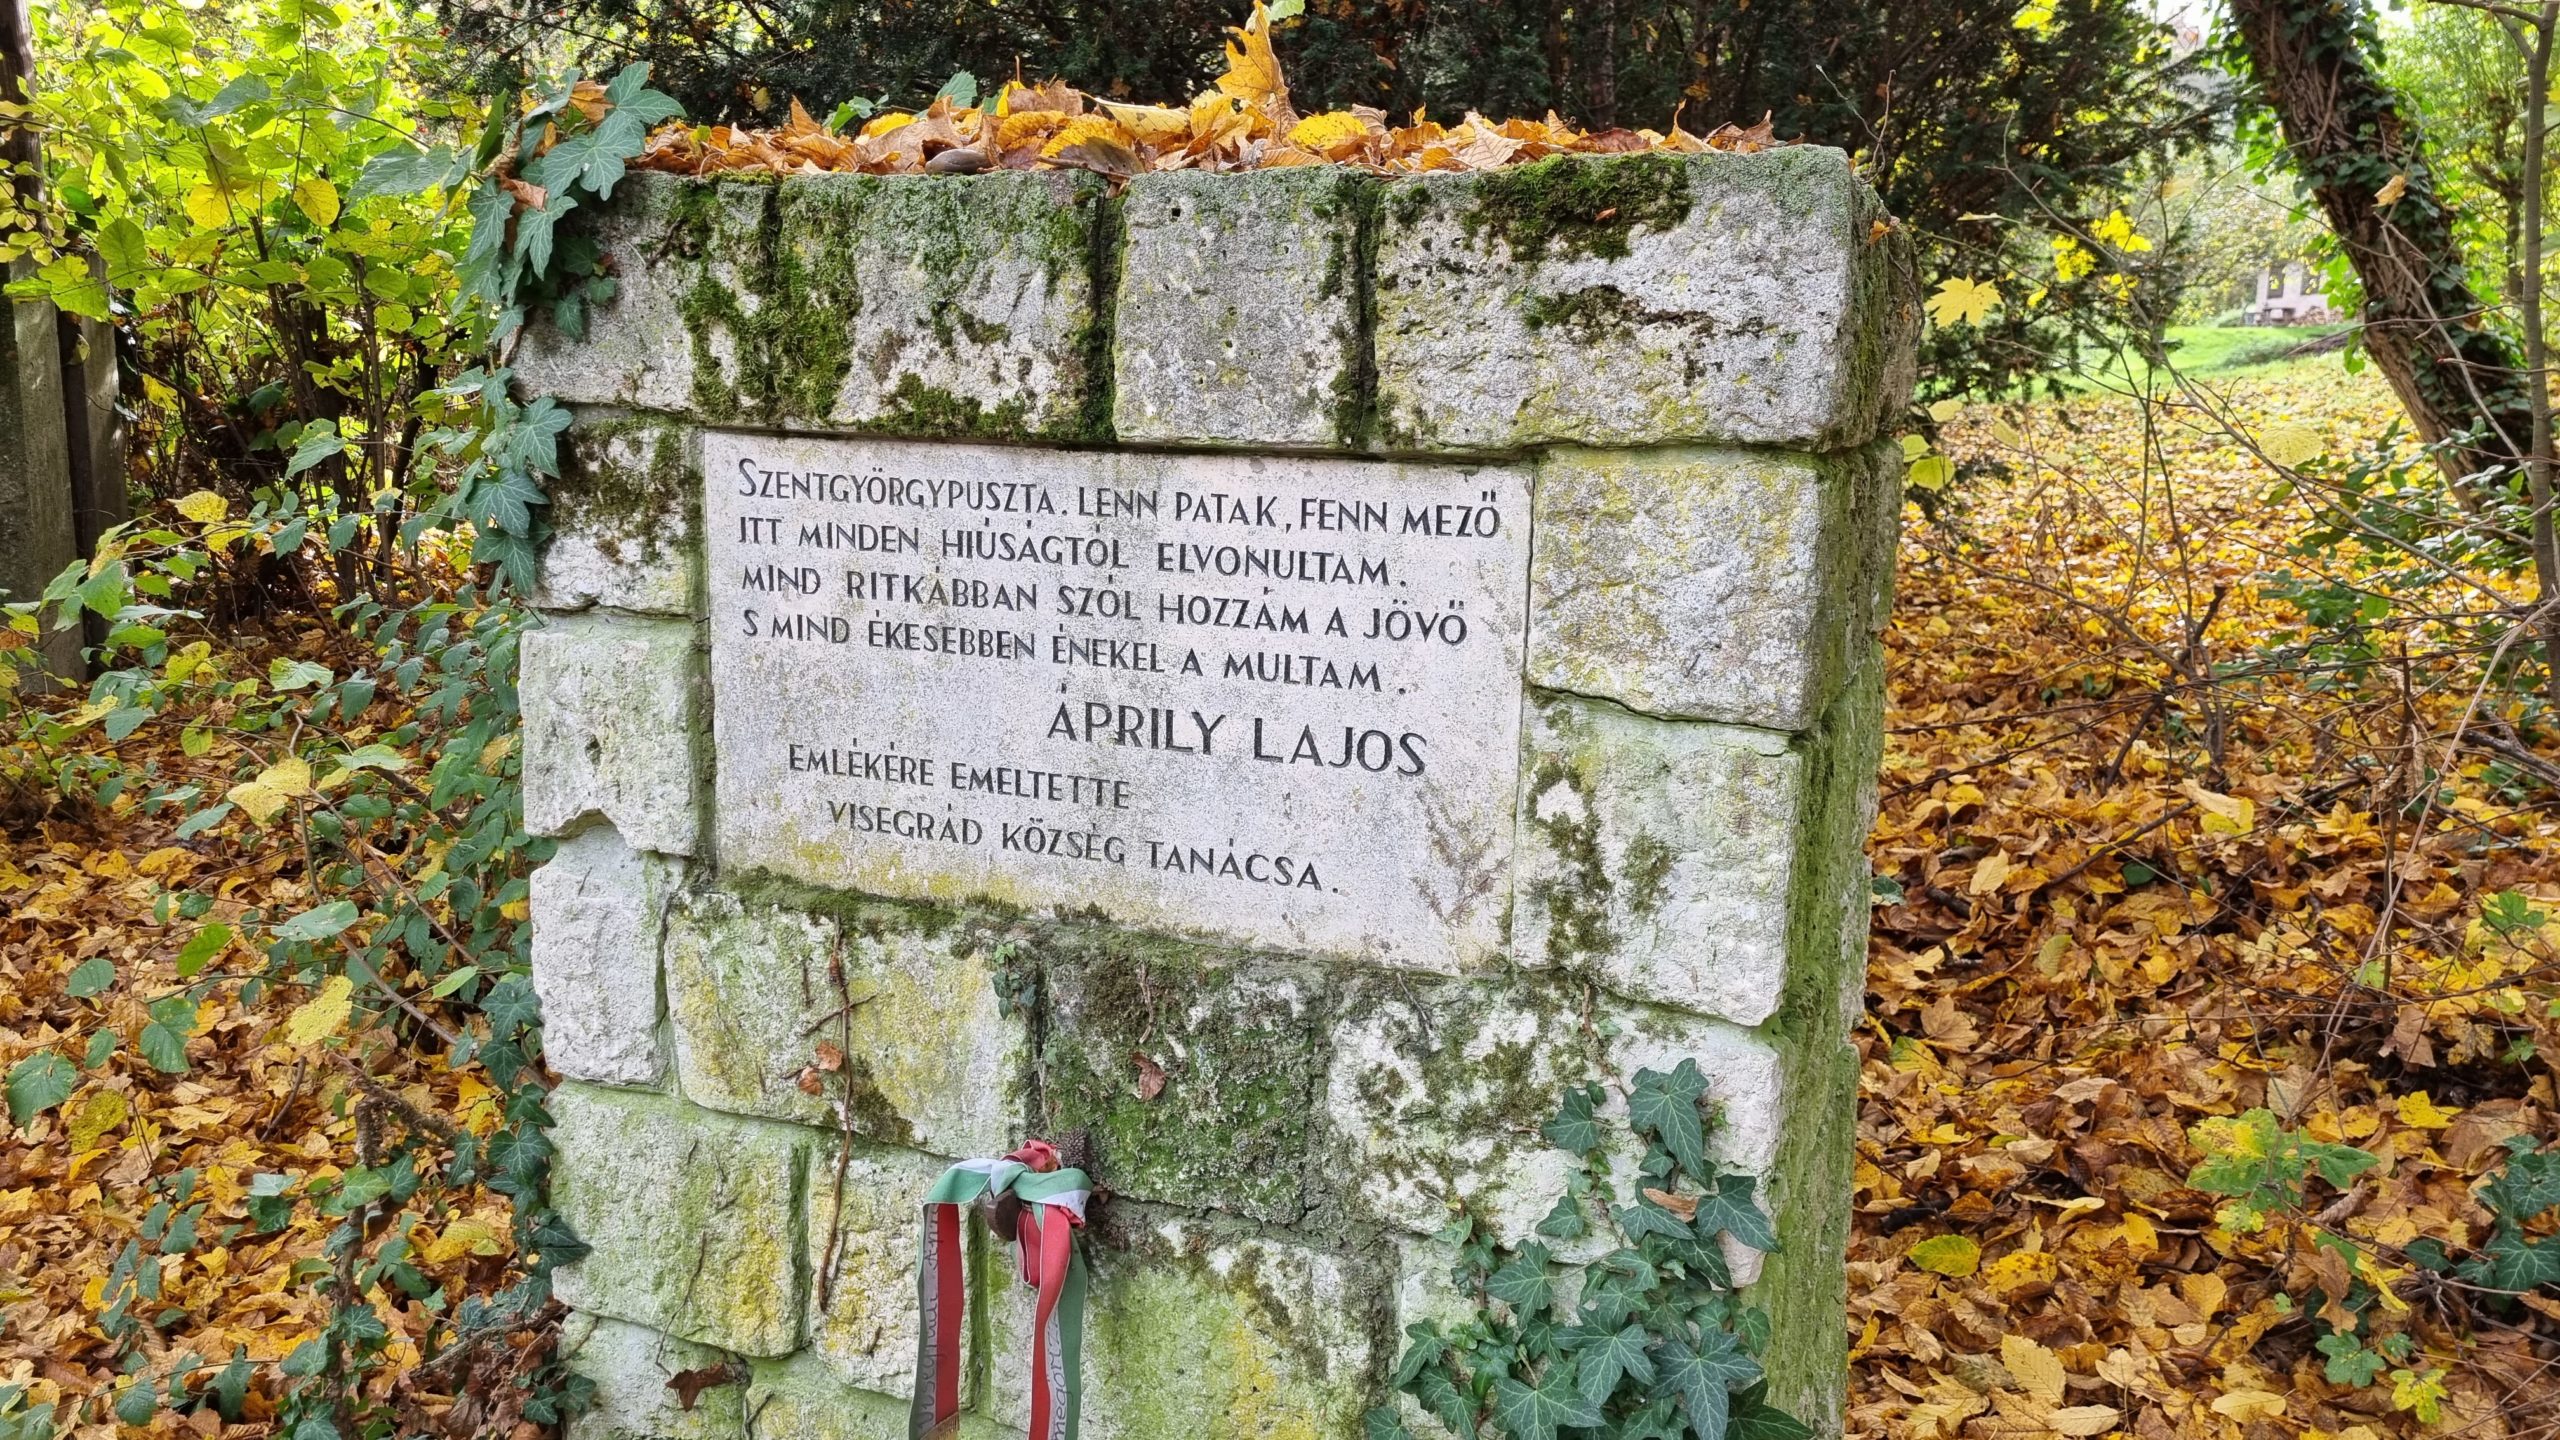 SZENTGYÖRGYPUSZTA. LENN PATAK, FENN MEZŐ
ITT MINDEN HIÚSÁGTÓL ELVONULTAM.
MIND RITKÁBBAN SZÓL HOZZÁM A JÖVŐ
S MIND ÉKESEBBEN ÉNEKEL A MULTAM.
ÁPRILY LAJOS
EMLÉKÉRE EMELTETTE
VISEGRÁD KÖZSÉG TANÁCSA.